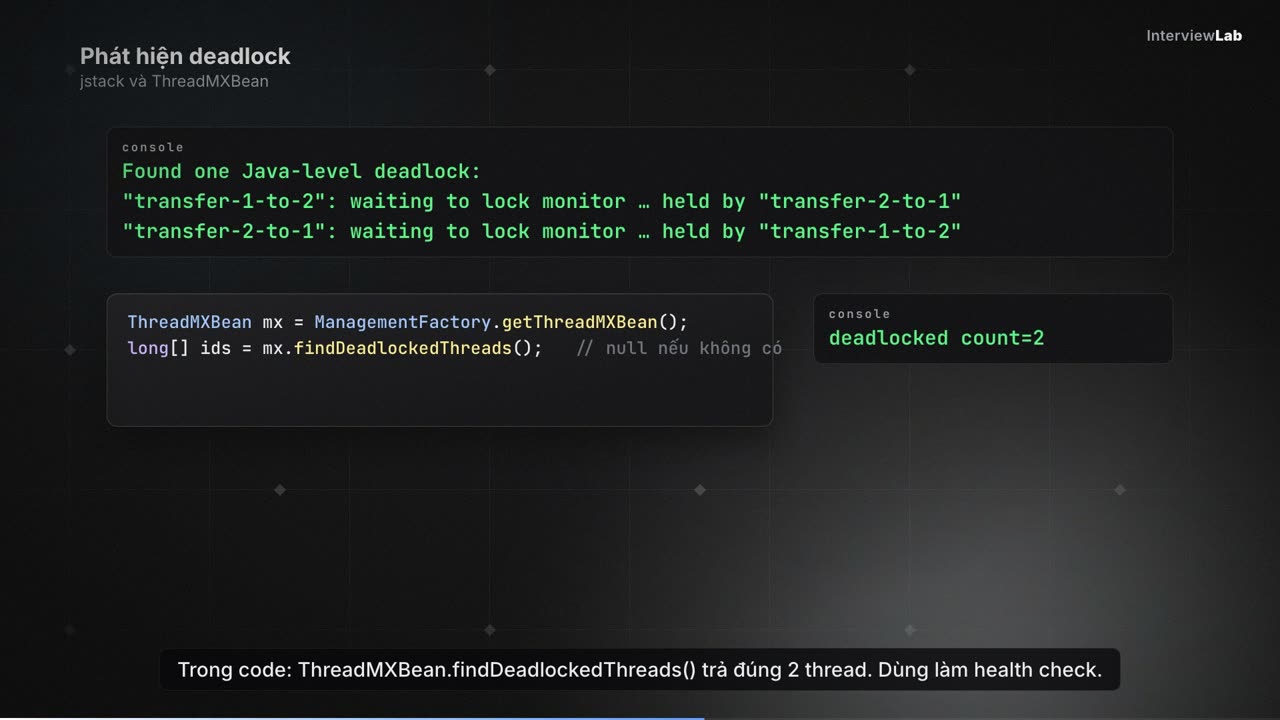 Phát hiện deadlock
jstack và ThreadMXBean
InterviewLab
console
Found one Java-level deadlock:
"transfer-1-to-2": waiting to lock monitor … held by "transfer-2-to-1"
"transfer-2-to-1": waiting to lock monitor … held by "transfer-1-to-2"
ThreadMXBean mx = ManagementFactory.getThreadMXBean();
long[] ids = mx.findDeadlockedThreads();   // null nếu không có
console
deadlocked count=2
Trong code: ThreadMXBean.findDeadlockedThreads() trả đúng 2 thread. Dùng làm health check.